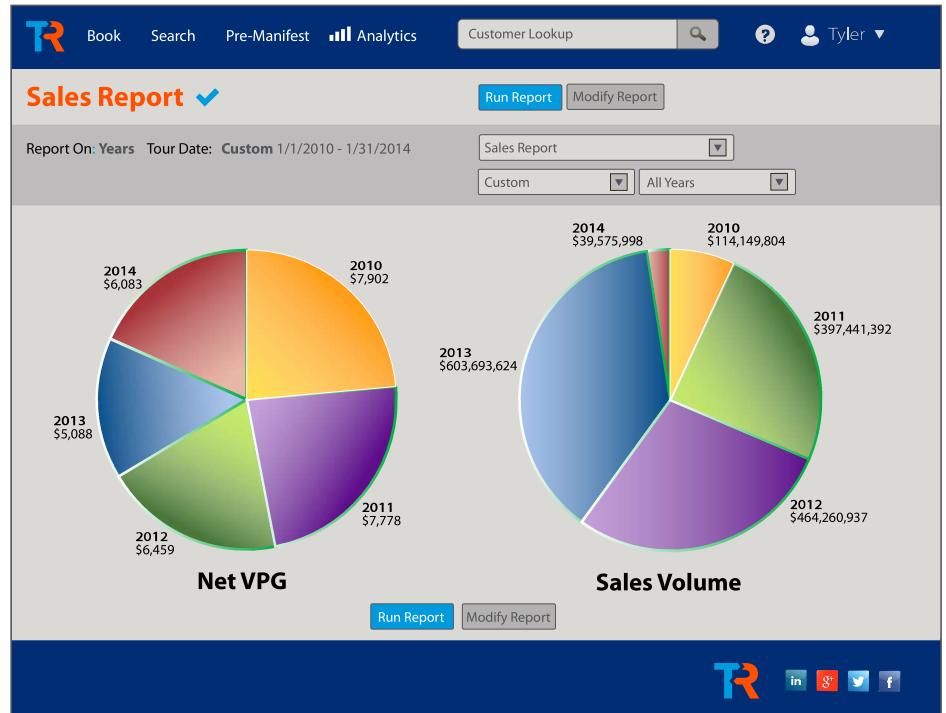 TR Book Search Pre-Manifest Analytics Customer Lookup ? Tyler ▼
Sales Report Run Report Modify Report
Report On: Years Tour Date: Custom 1/1/2010 - 1/31/2014 Sales Report
Custom All Years
2014
$6,083
2010
$7,902
2013
$5,088
2012
$6,459
2011
$7,778
Net VPG
2014
$39,575,998
2010
$114,149,804
2011
$397,441,392
2013
$603,693,624
2012
$464,260,937
Sales Volume
Run Report Modify Report
TR in g+ f